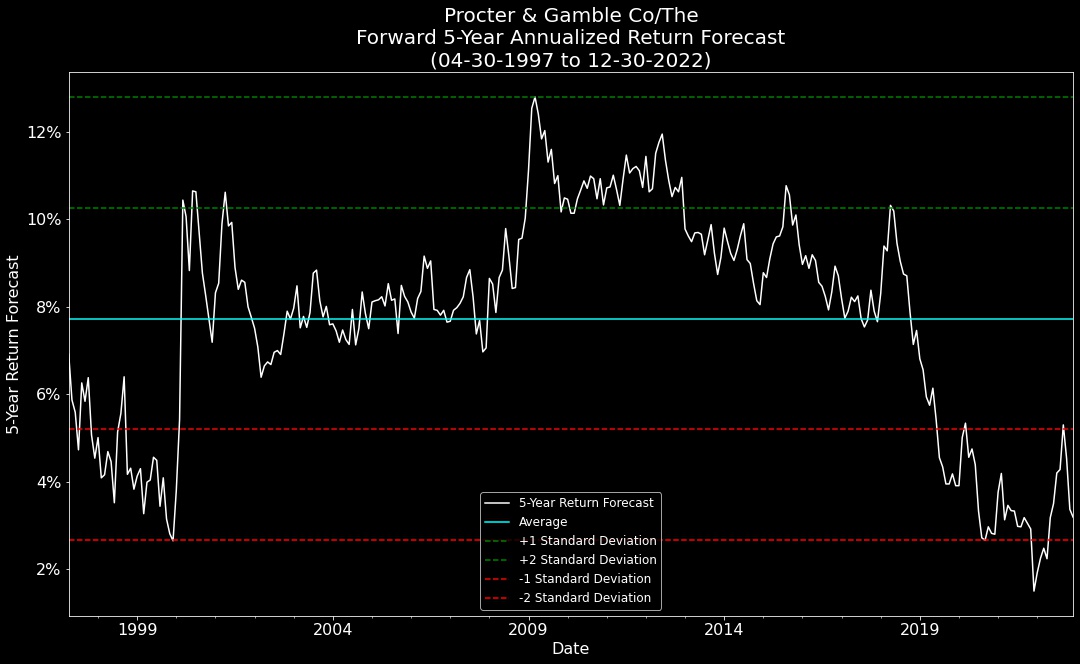 Procter & Gamble Co/The
Forward 5-Year Annualized Return Forecast
(04-30-1997 to 12-30-2022)
5-Year Return Forecast
12%
10%
8%
6%
4%
2%
5-Year Return Forecast
Average
+1 Standard Deviation
+2 Standard Deviation
-1 Standard Deviation
-2 Standard Deviation
1999
2004
2009
2014
2019
Date